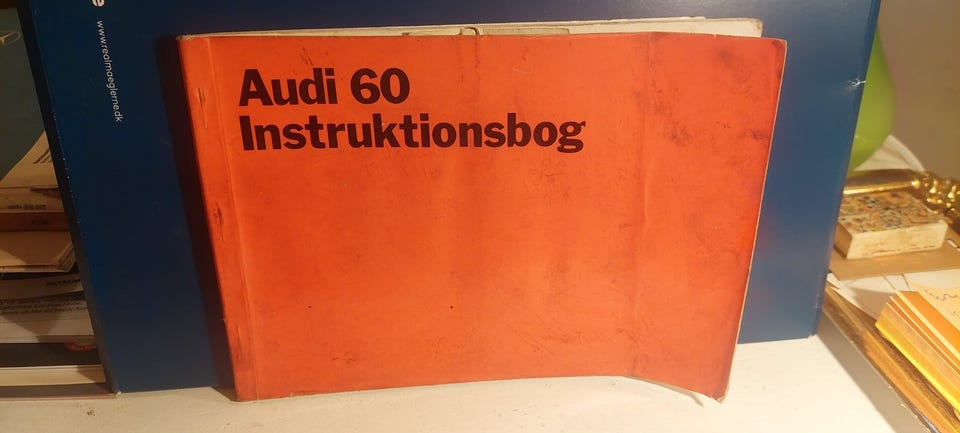 Audi 60
Instruktionsbog
www.realmaeglerne.dk